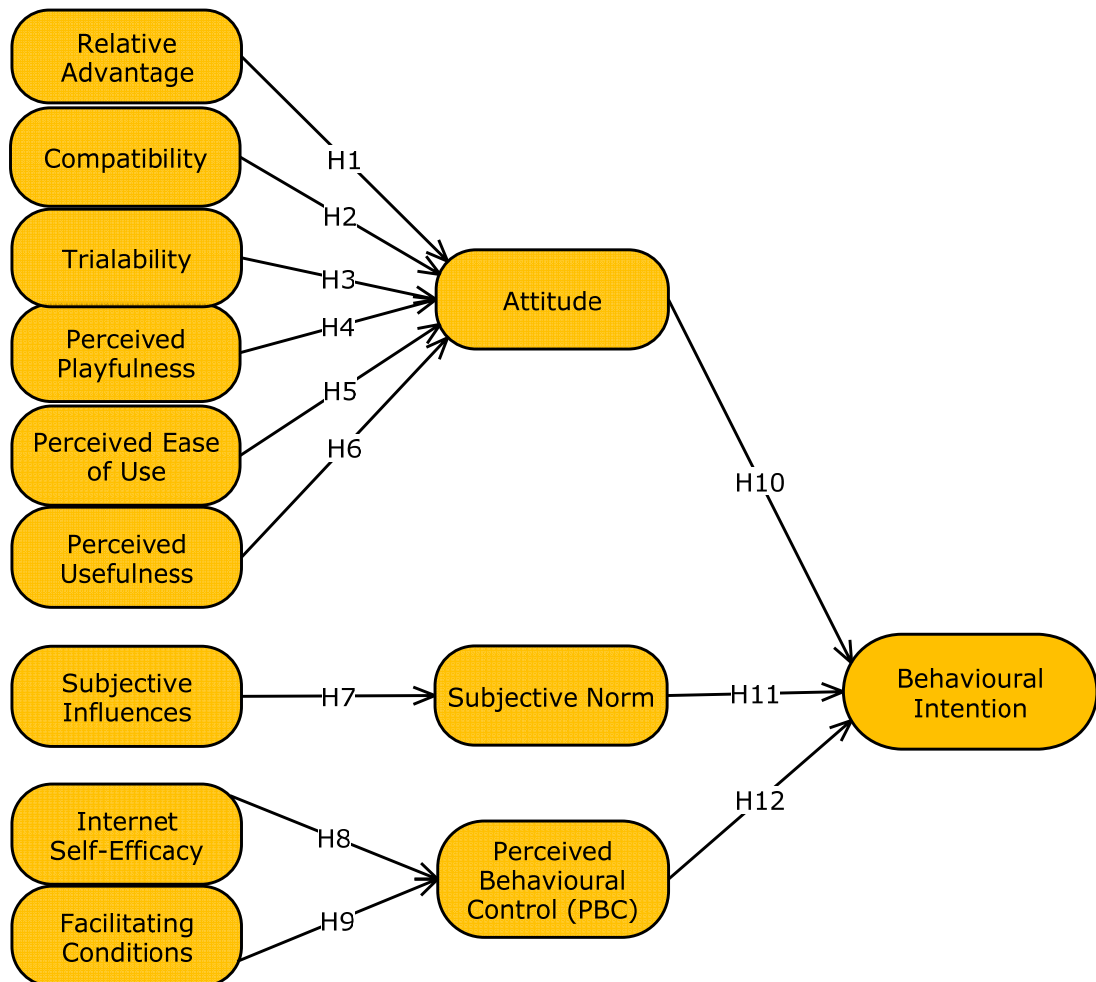 Relative
Advantage
Compatibility
Trialability
Perceived
Playfulness
Perceived Ease
of Use
Perceived
Usefulness
H1
H2
H3
H4
H5
H6
Attitude
H10
Subjective
Influences
H7
Subjective Norm
H11
Behavioural
Intention
Internet
Self-Efficacy
Facilitating
Conditions
H8
H9
Perceived
Behavioural
Control (PBC)
H12